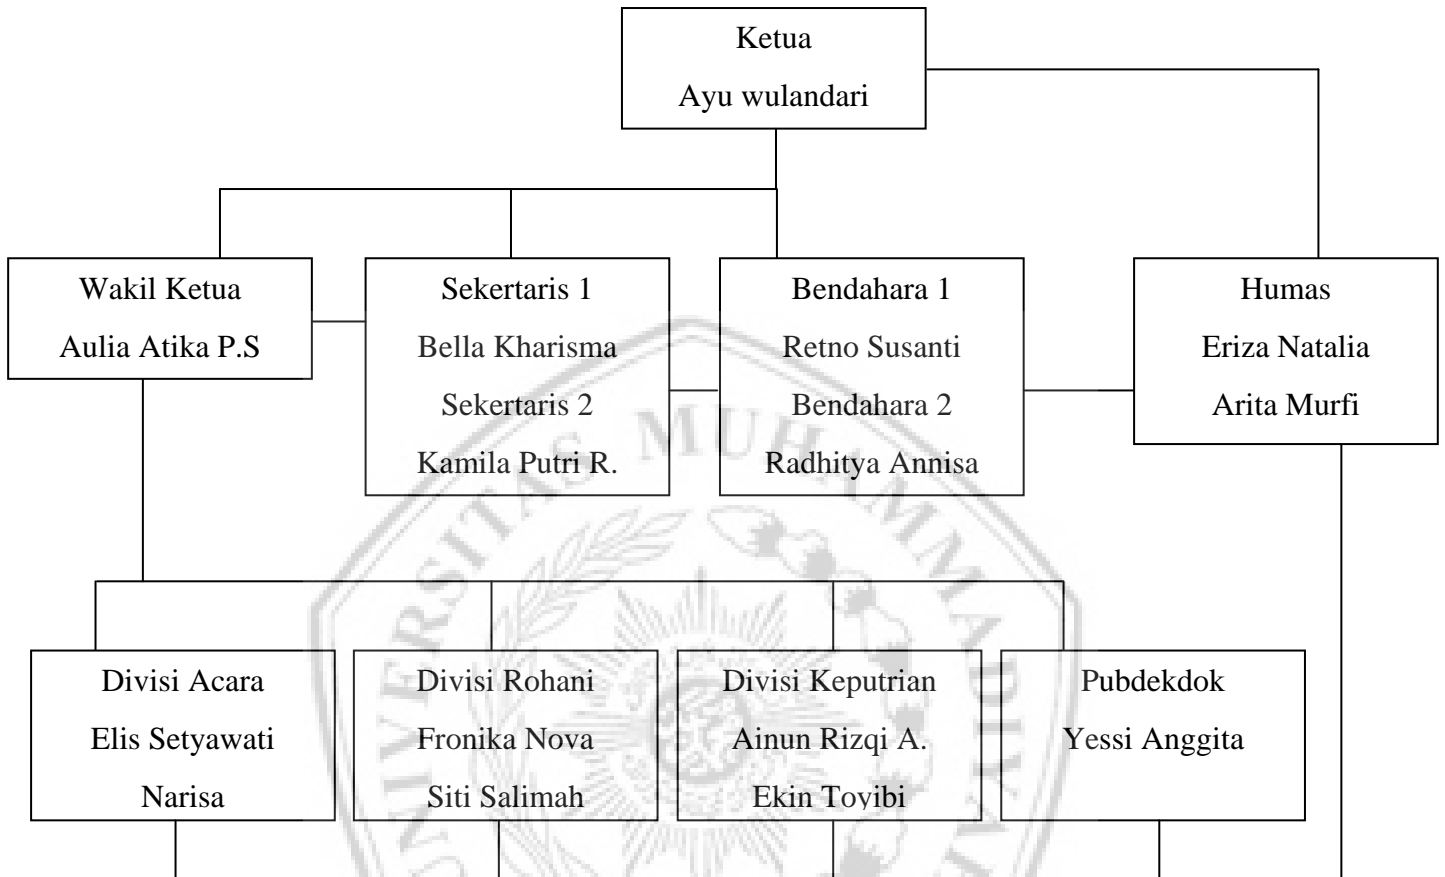 Ketua
Ayu wulandari
Wakil Ketua
Aulia Atika P.S
Sekertaris 1
Bella Kharisma
Sekertaris 2
Kamila Putri R.
Bendahara 1
Retno Susanti
Bendahara 2
Radhitya Annisa
Humas
Eriza Natalia
Arita Murfi
UNIVERSITAS MUHAMMADIYAH
Divisi Acara
Elis Setyawati
Narisa
Divisi Rohani
Fronika Nova
Siti Salimah
Divisi Keputrian
Ainun Rizqi A.
Ekin Toyibi
Pubdekdok
Yessi Anggita